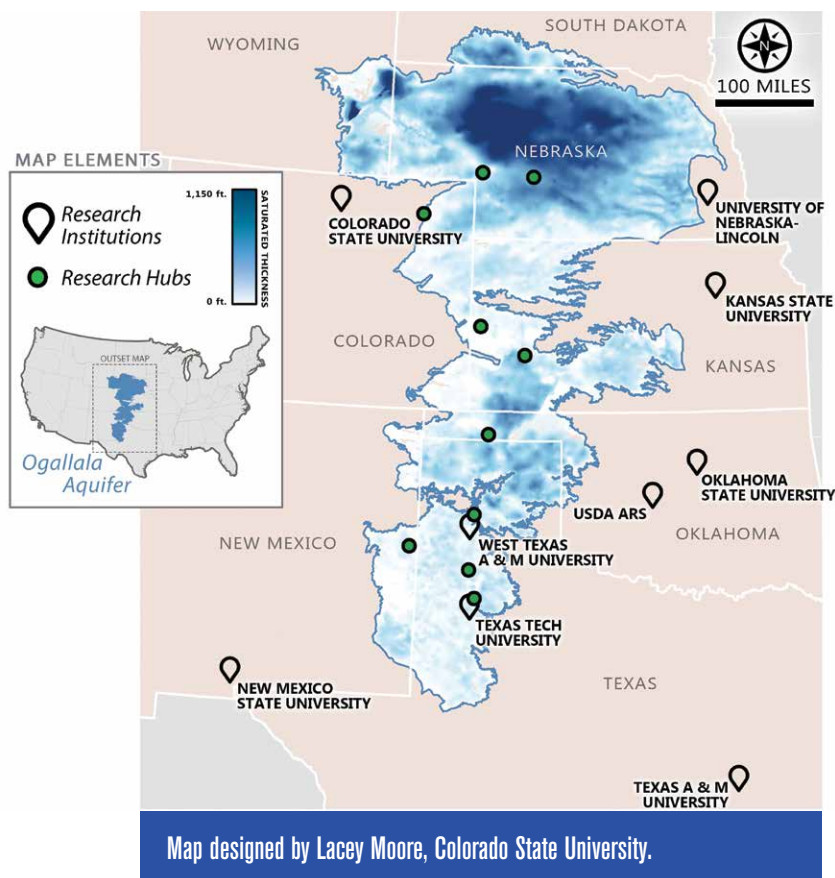 SOUTH DAKOTA
WYOMING
N
100 MILES
NEBRASKA
MAP ELEMENTS
Research
Institutions
Research Hubs
1,150 ft.
0 ft.
SATURATED THICKNESS
OUTSET MAP
Ogallala
Aquifer
COLORADO
STATE UNIVERSITY
UNIVERSITY OF
NEBRASKA-
LINCOLN
KANSAS STATE
UNIVERSITY
COLORADO
KANSAS
OKLAHOMA
STATE UNIVERSITY
USDA ARS
OKLAHOMA
NEW MEXICO
WEST TEXAS
A & M UNIVERSITY
TEXAS TECH
UNIVERSITY
NEW MEXICO
STATE UNIVERSITY
TEXAS
TEXAS A & M
UNIVERSITY
Map designed by Lacey Moore, Colorado State University.